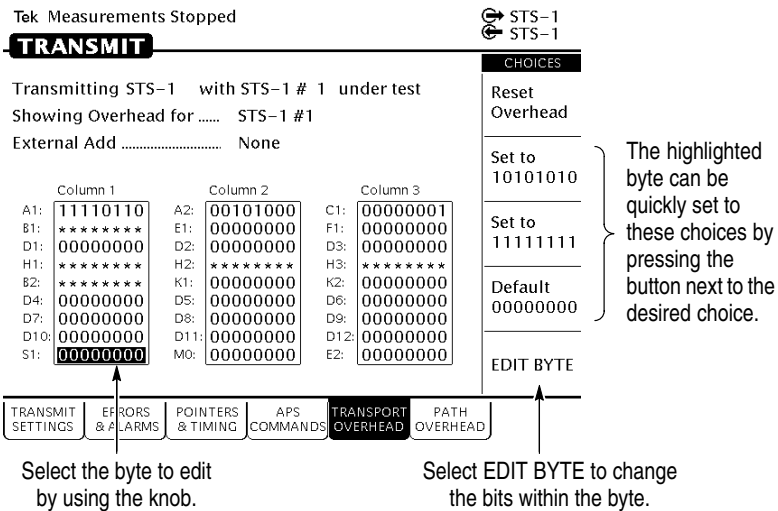 Tek Measurements Stopped
STS-1
STS-1
TRANSMIT
CHOICES
Transmitting STS-1 with STS-1 # 1 under test
Showing Overhead for ...... STS-1 #1
External Add ............................ None
Reset
Overhead
Set to
10101010
Set to
11111111
Default
00000000
EDIT BYTE
The highlighted
byte can be
quickly set to
these choices by
pressing the
button next to the
desired choice.
Column 1 Column 2 Column 3
A1: 11110110 A2: 00101000 C1: 00000001
B1: ******** E1: 00000000 F1: 00000000
D1: 00000000 D2: 00000000 D3: 00000000
H1: ******** H2: ******** H3: ********
B2: ******** K1: 00000000 K2: 00000000
D4: 00000000 D5: 00000000 D6: 00000000
D7: 00000000 D8: 00000000 D9: 00000000
D10: 00000000 D11: 00000000 D12: 00000000
S1: 00000000 M0: 00000000 E2: 00000000
TRANSMIT
SETTINGS
ERRORS
& ALARMS
POINTERS
& TIMING
APS
COMMANDS
TRANSPORT
OVERHEAD
PATH
OVERHEAD
Select the byte to edit
by using the knob.
Select EDIT BYTE to change
the bits within the byte.